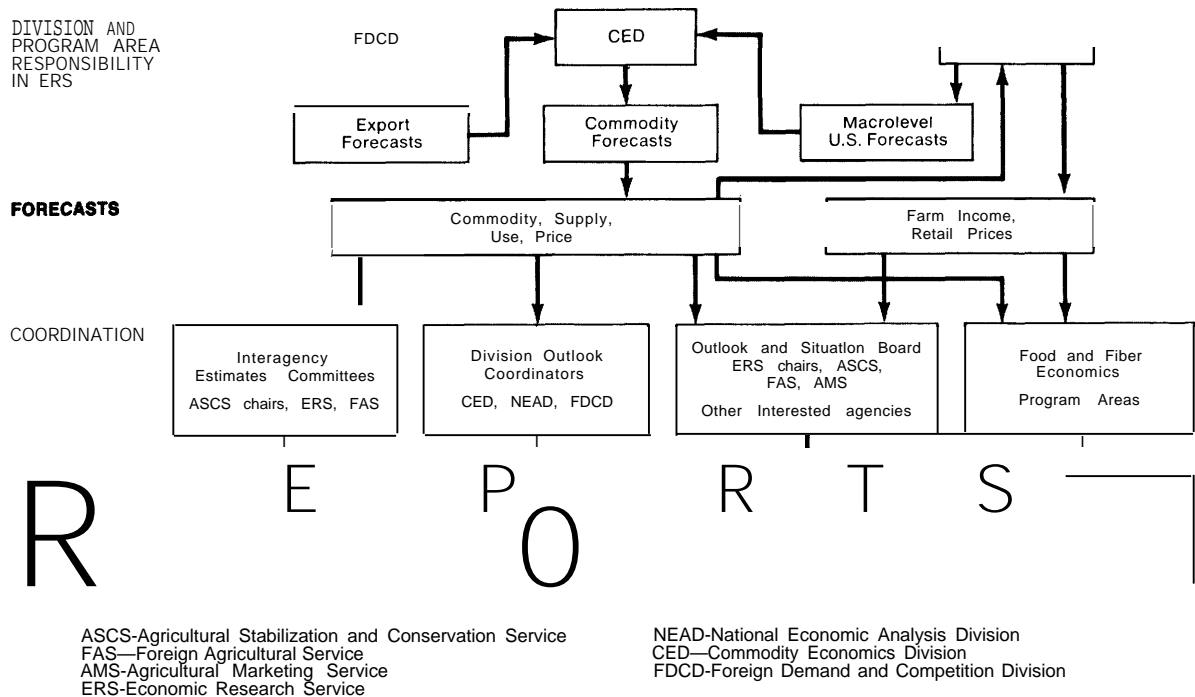 DIVISION AND
PROGRAM AREA
RESPONSIBILITY
IN ERS
FDCD
CED
Export
Forecasts
Commodity
Forecasts
Macrolevel
U.S. Forecasts
FORECASTS
Commodity, Supply,
Use, Price
Farm Income,
Retail Prices
COORDINATION
Interagency
Estimates Committees
ASCS chairs, ERS, FAS
Division Outlook
Coordinators
CED, NEAD, FDCD
Outlook and Situation Board
ERS chairs, ASCS,
FAS, AMS
Other Interested agencies
Food and Fiber
Economics
Program Areas
R E P O R T S
ASCS-Agricultural Stabilization and Conservation Service
FAS—Foreign Agricultural Service
AMS-Agricultural Marketing Service
ERS-Economic Research Service
NEAD-National Economic Analysis Division
CED—Commodity Economics Division
FDCD-Foreign Demand and Competition Division